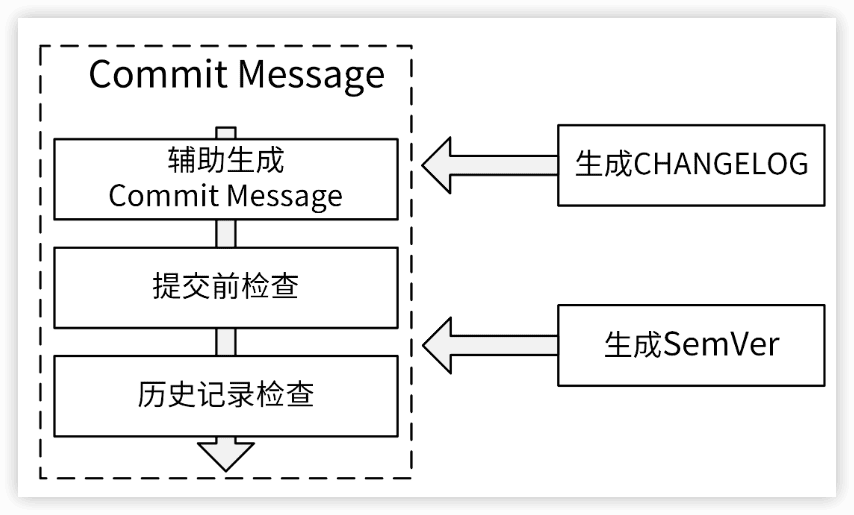 Commit Message
辅助生成
Commit Message
提交前检查
历史记录检查
生成CHANGELOG
生成SemVer